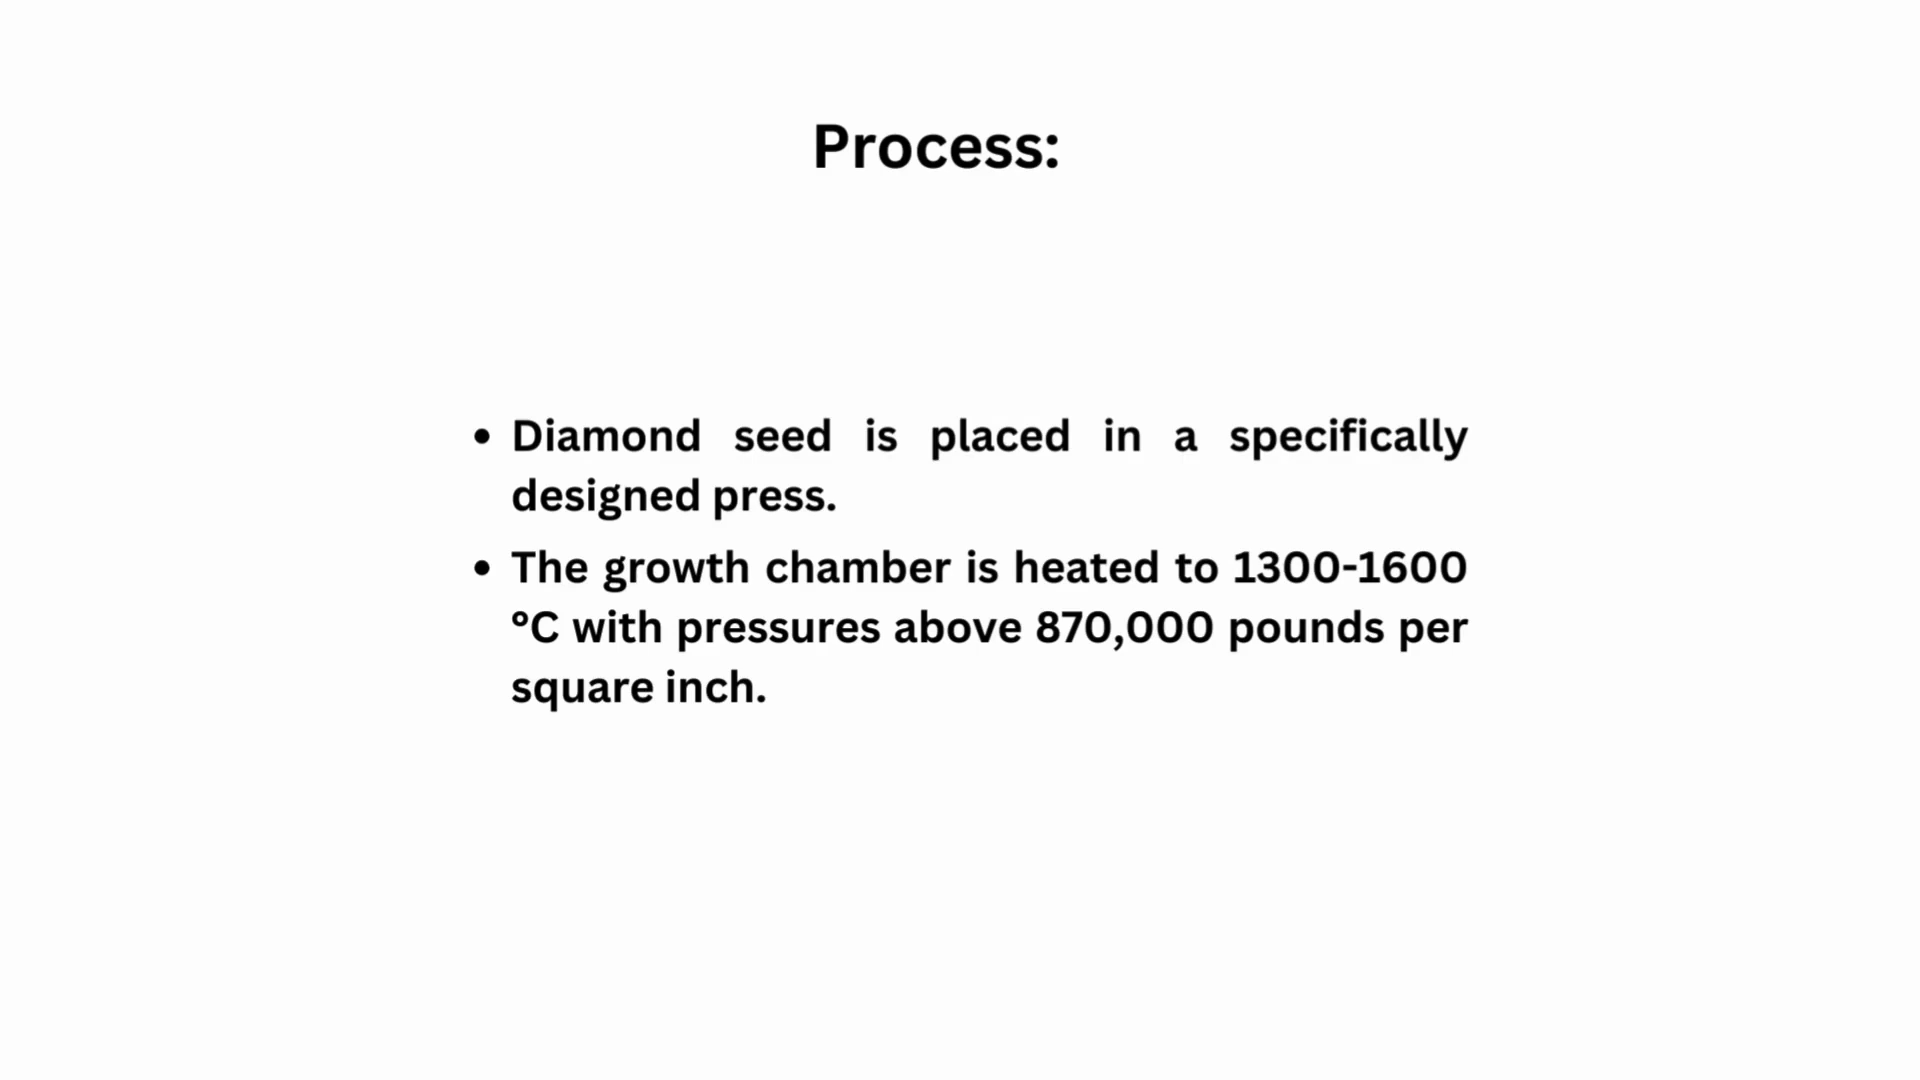 Process:
• Diamond seed is placed in a specifically
designed press.
• The growth chamber is heated to 1300-1600
°C with pressures above 870,000 pounds per
square inch.